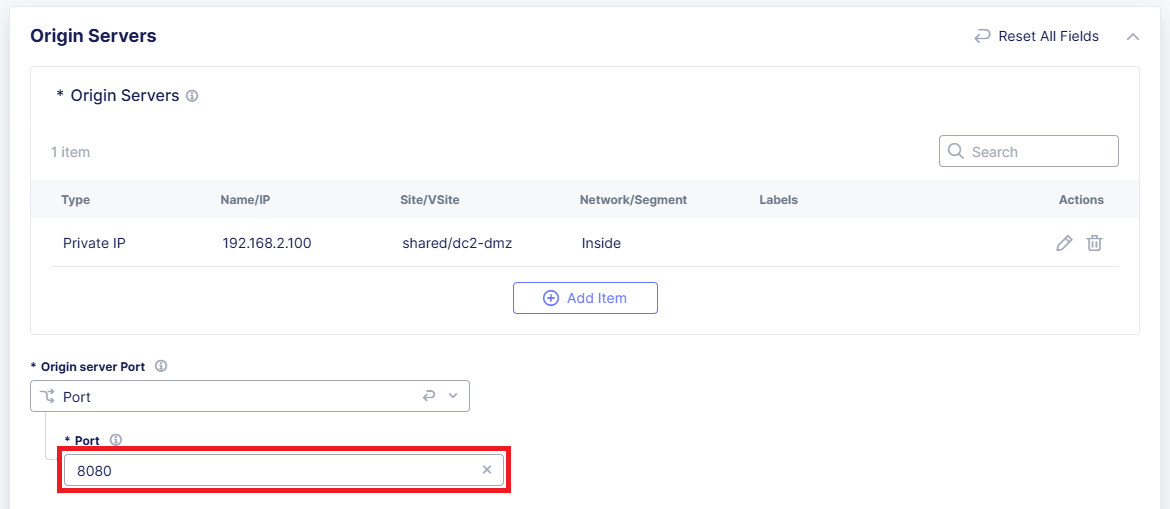 Origin Servers Reset All Fields
* Origin Servers
1 item Search
Type Name/IP Site/VSite Network/Segment Labels Actions
Private IP 192.168.2.100 shared/dc2-dmz Inside
Add Item
* Origin server Port
Port
* Port
8080